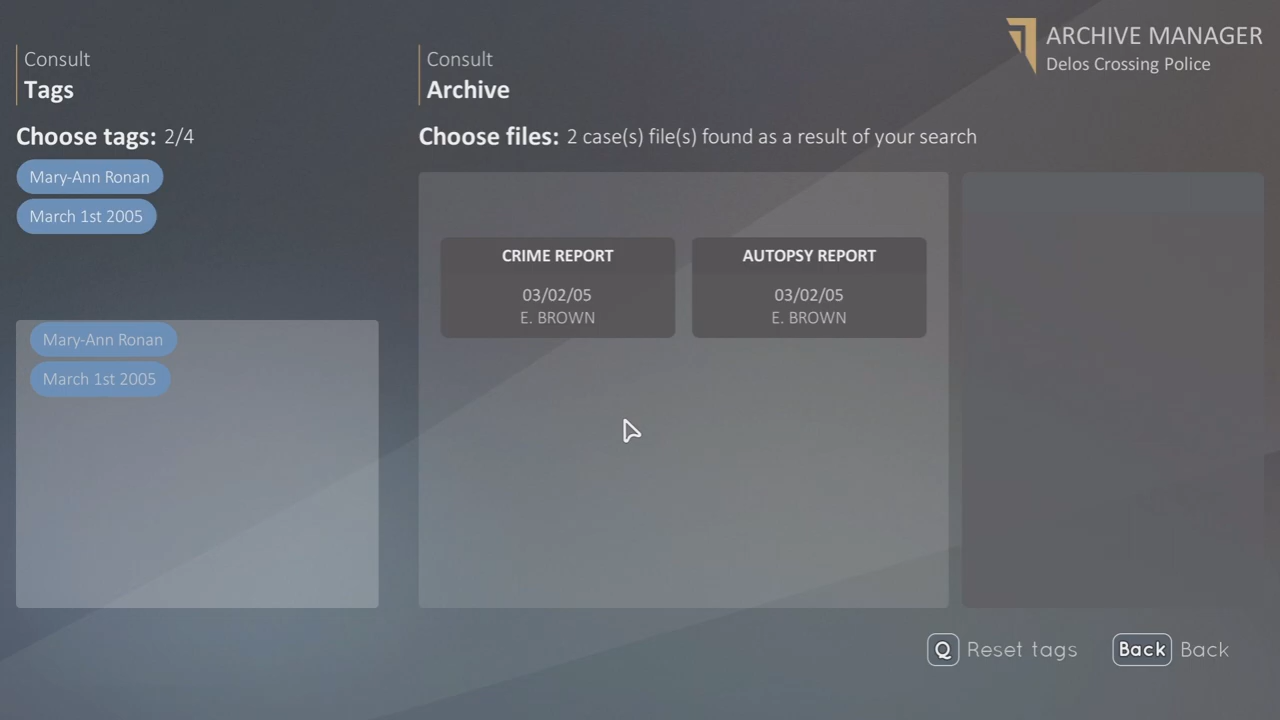 ARCHIVE MANAGER
Delos Crossing Police
Consult
Tags
Choose tags: 2/4
Mary-Ann Ronan
March 1st 2005
Mary-Ann Ronan
March 1st 2005
Consult
Archive
Choose files: 2 case(s) file(s) found as a result of your search
CRIME REPORT
03/02/05
E. BROWN
AUTOPSY REPORT
03/02/05
E. BROWN
Q Reset tags
Back Back